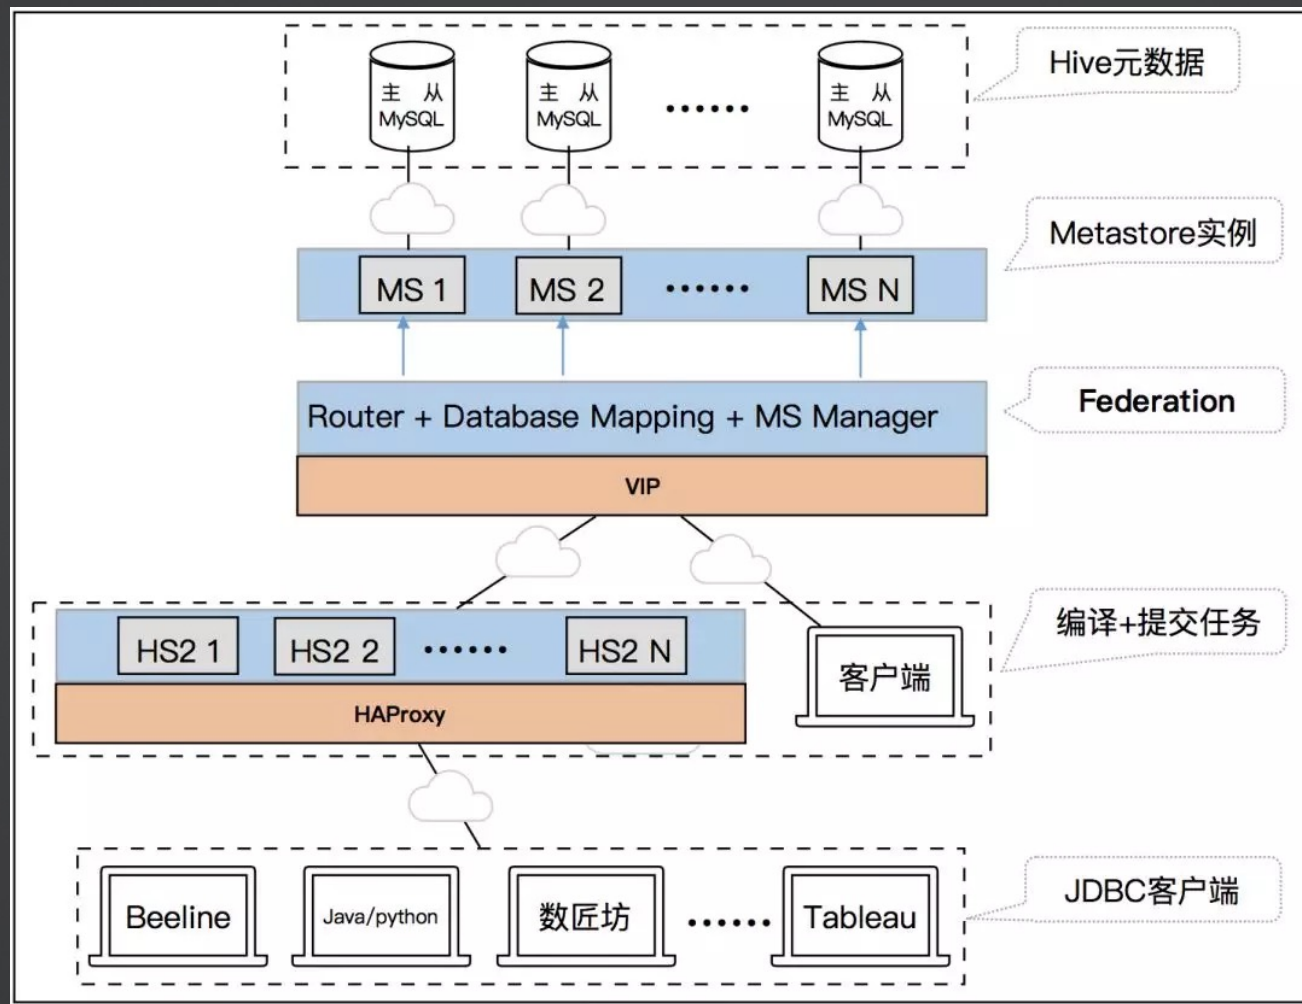 主 从
MySQL
主 从
MySQL
......
主 从
MySQL
Hive元数据
Metastore实例
MS 1
MS 2
......
MS N
Router + Database Mapping + MS Manager
Federation
VIP
HS2 1
HS2 2
......
HS2 N
HAProxy
客户端
编译+提交任务
Beeline
Java/python
数匠坊
......
Tableau
JDBC客户端